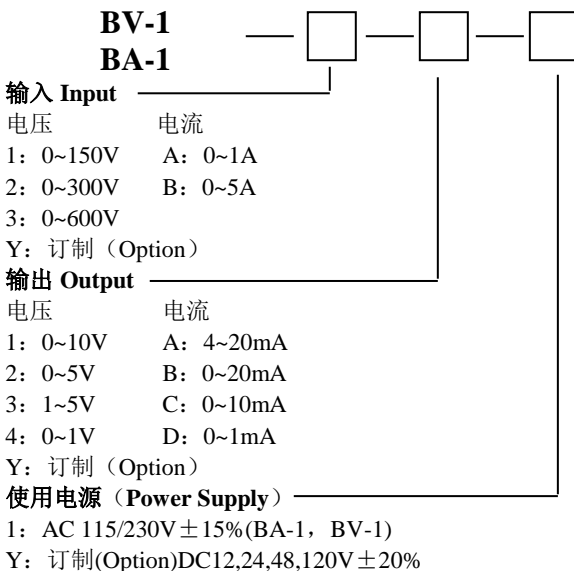 BV-1
BA-1
输入 Input
电压 电流
1：0~150V A：0~1A
2：0~300V B：0~5A
3：0~600V
Y：订制（Option）
输出 Output
电压 电流
1：0~10V A：4~20mA
2：0~5V B：0~20mA
3：1~5V C：0~10mA
4：0~1V D：0~1mA
Y：订制（Option）
使用电源（Power Supply）
1：AC 115/230V±15%(BA-1，BV-1)
Y：订制(Option)DC12,24,48,120V±20%